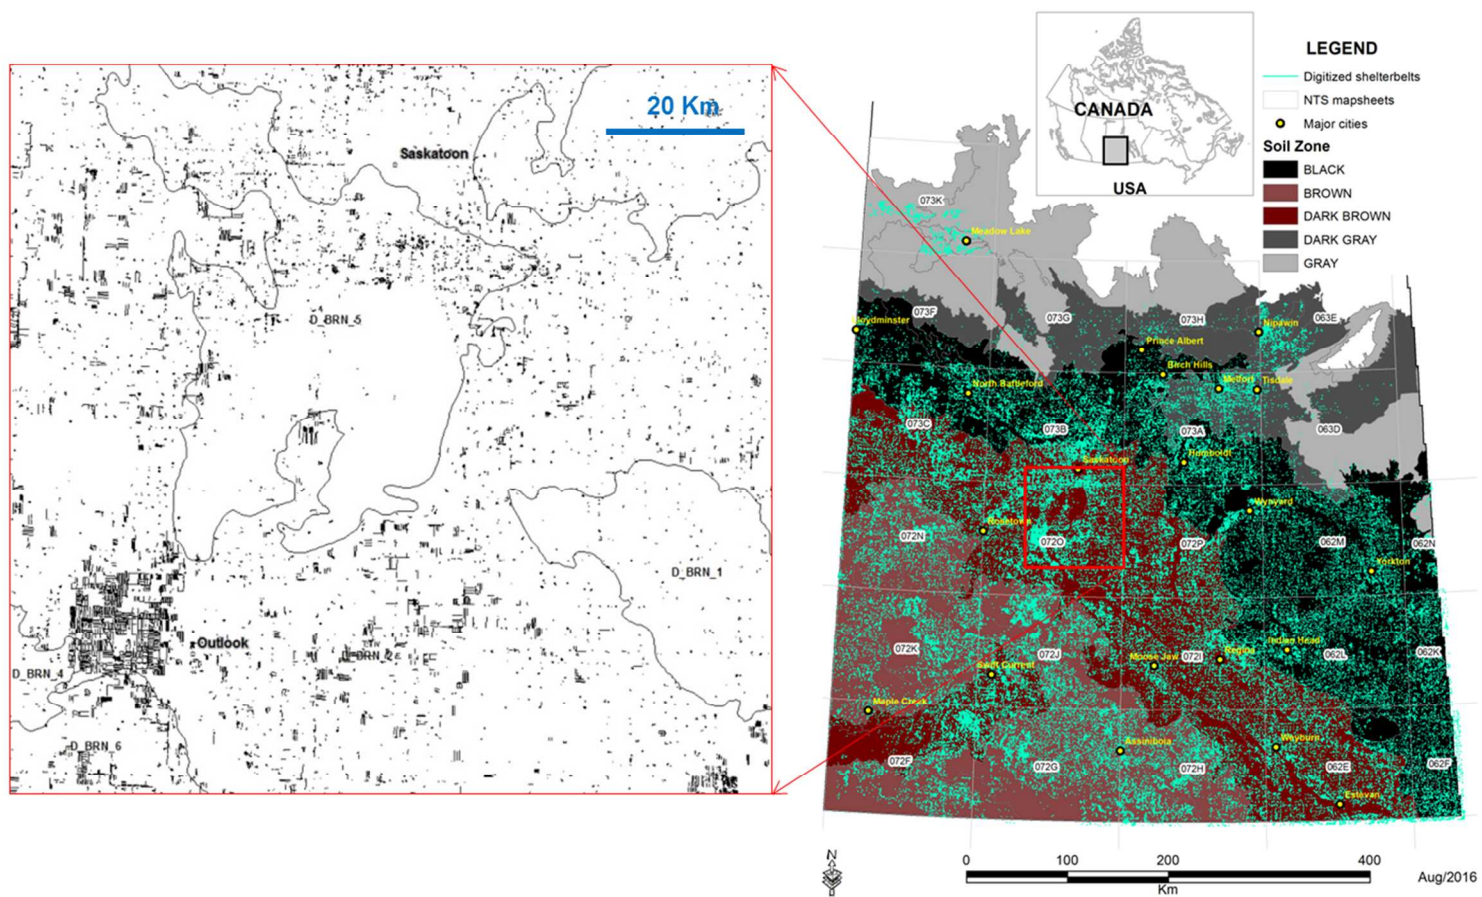 20 Km
Saskatoon
D_BRN_5
D_BRN_1
Outlook
D_BRN_2
D_BRN_4
D_BRN_6
CANADA
USA
LEGEND
Digitized shelterbelts
NTS mapsheets
Major cities
Soil Zone
BLACK
BROWN
DARK BROWN
DARK GRAY
GRAY
073K
Meadow Lake
073F
073G
073H
063E
Lloydminster
Nipawin
Prince Albert
Birch Hills
North Battleford
Melfort
Tisdale
073C
073B
073A
063D
Saskatoon
Humboldt
Wynyard
Rosetown
072N
072O
072P
062M
062N
Yorkton
Indian Head
072K
072J
Moose Jaw
072I
Regina
062L
062K
Swift Current
Maple Creek
Assiniboia
Weyburn
072F
072G
072H
062E
062F
Estevan
N
0 100 200 400
Km
Aug/2016